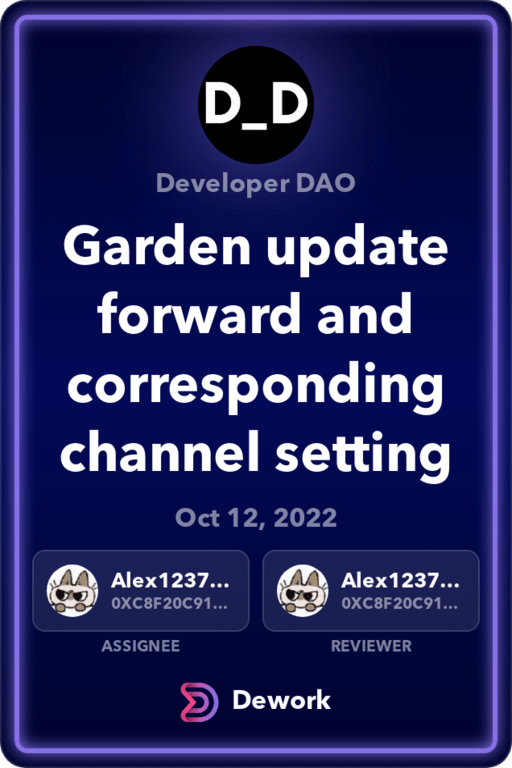 D_D
Developer DAO
Garden update
forward and
corresponding
channel setting
Oct 12, 2022
Alex1237...
0XC8F20C91...
ASSIGNEE
Alex1237...
0XC8F20C91...
REVIEWER
Dework